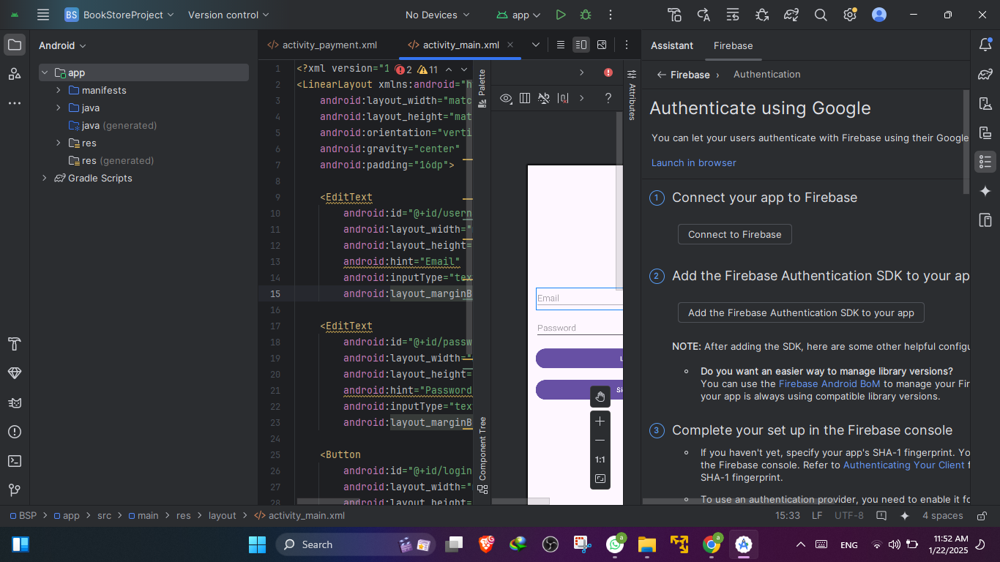 BS BookStoreProject Version control No Devices app
Android
app
manifests
java
java (generated)
res
res (generated)
Gradle Scripts
activity_payment.xml activity_main.xml
2 11
1 <?xml version="1
2 <LinearLayout xmlns:android="h
3 android:layout_width="matc
4 android:layout_height="mat
5 android:orientation="verti
6 android:gravity="center"
7 android:padding="16dp">
8
9 <EditText
10 android:id="@+id/usern
11 android:layout_width="
12 android:layout_height=
13 android:hint="Email"
14 android:inputType="tex
15 android:layout_marginB
16
17 <EditText
18 android:id="@+id/passw
19 android:layout_width="
20 android:layout_height=
21 android:hint="Password
22 android:inputType="tex
23 android:layout_marginB
24
25 <Button
26 android:id="@+id/login
27 android:layout_width="
28 android:layout_height=
Palette
Component Tree
Attributes
?
Email
Password
L
Si
1:1
Assistant Firebase
Firebase › Authentication
Authenticate using Google
You can let your users authenticate with Firebase using their Google
Launch in browser
1 Connect your app to Firebase
Connect to Firebase
2 Add the Firebase Authentication SDK to your ap
Add the Firebase Authentication SDK to your app
NOTE: After adding the SDK, here are some other helpful configu
Do you want an easier way to manage library versions?
You can use the Firebase Android BoM to manage your Fir
your app is always using compatible library versions.
3 Complete your set up in the Firebase console
If you haven't yet, specify your app's SHA-1 fingerprint. Yo
the Firebase console. Refer to Authenticating Your Client f
SHA-1 fingerprint.
To use an authentication provider, you need to enable it fo
BSP > app > src > main > res > layout > activity_main.xml 15:33 LF UTF-8 4 spaces
Search ENG 11:52 AM
1/22/2025